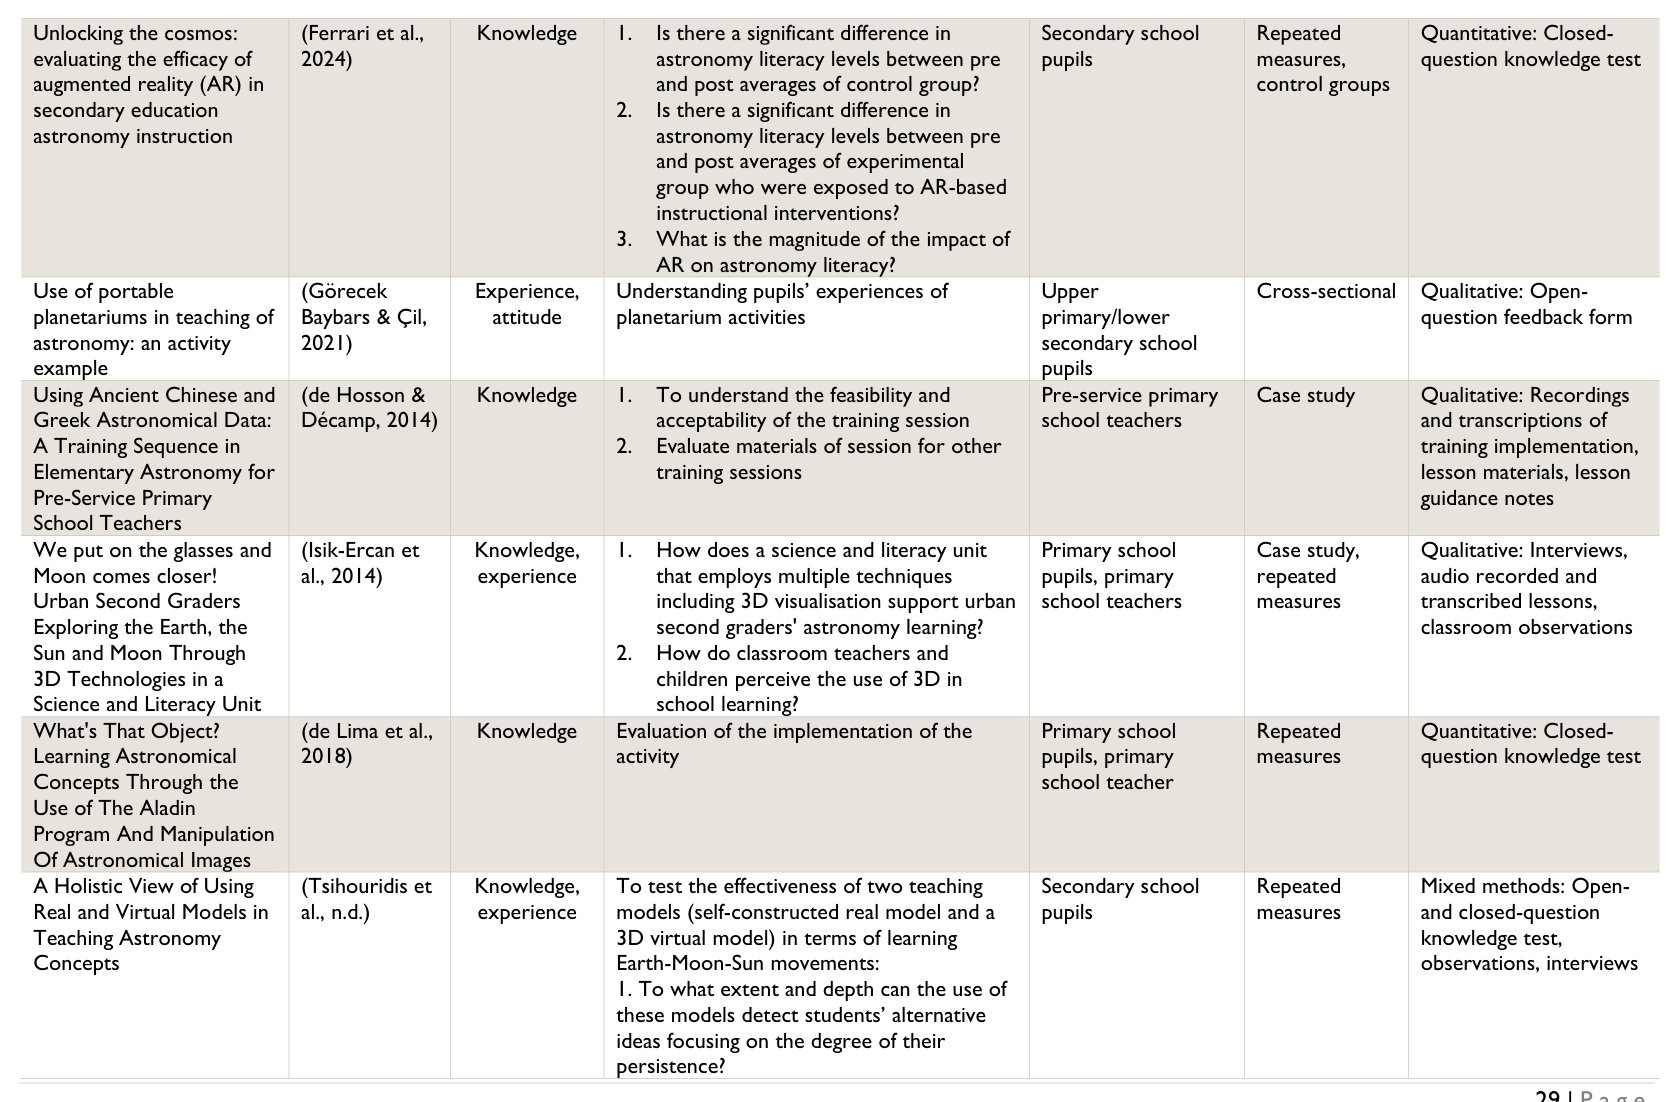 Unlocking the cosmos:
evaluating the efficacy of
augmented reality (AR) in
secondary education
astronomy instruction
(Ferrari et al.,
2024)
Knowledge
1. Is there a significant difference in
astronomy literacy levels between pre
and post averages of control group?
2. Is there a significant difference in
astronomy literacy levels between pre
and post averages of experimental
group who were exposed to AR-based
instructional interventions?
3. What is the magnitude of the impact of
AR on astronomy literacy?
Secondary school
pupils
Repeated
measures,
control groups
Quantitative: Closed-
question knowledge test
Use of portable
planetariums in teaching of
astronomy: an activity
example
(Görecek
Baybars & Çil,
2021)
Experience,
attitude
Understanding pupils’ experiences of
planetarium activities
Upper
primary/lower
secondary school
pupils
Cross-sectional
Qualitative: Open-
question feedback form
Using Ancient Chinese and
Greek Astronomical Data:
A Training Sequence in
Elementary Astronomy for
Pre-Service Primary
School Teachers
(de Hosson &
Décamp, 2014)
Knowledge
1. To understand the feasibility and
acceptability of the training session
2. Evaluate materials of session for other
training sessions
Pre-service primary
school teachers
Case study
Qualitative: Recordings
and transcriptions of
training implementation,
lesson materials, lesson
guidance notes
We put on the glasses and
Moon comes closer!
Urban Second Graders
Exploring the Earth, the
Sun and Moon Through
3D Technologies in a
Science and Literacy Unit
(Isik-Ercan et
al., 2014)
Knowledge,
experience
1. How does a science and literacy unit
that employs multiple techniques
including 3D visualisation support urban
second graders' astronomy learning?
2. How do classroom teachers and
children perceive the use of 3D in
school learning?
Primary school
pupils, primary
school teachers
Case study,
repeated
measures
Qualitative: Interviews,
audio recorded and
transcribed lessons,
classroom observations
What's That Object?
Learning Astronomical
Concepts Through the
Use of The Aladin
Program And Manipulation
Of Astronomical Images
(de Lima et al.,
2018)
Knowledge
Evaluation of the implementation of the
activity
Primary school
pupils, primary
school teacher
Repeated
measures
Quantitative: Closed-
question knowledge test
A Holistic View of Using
Real and Virtual Models in
Teaching Astronomy
Concepts
(Tsihouridis et
al., n.d.)
Knowledge,
experience
To test the effectiveness of two teaching
models (self-constructed real model and a
3D virtual model) in terms of learning
Earth-Moon-Sun movements:
1. To what extent and depth can the use of
these models detect students’ alternative
ideas focusing on the degree of their
persistence?
Secondary school
pupils
Repeated
measures
Mixed methods: Open-
and closed-question
knowledge test,
observations, interviews
29 | Page